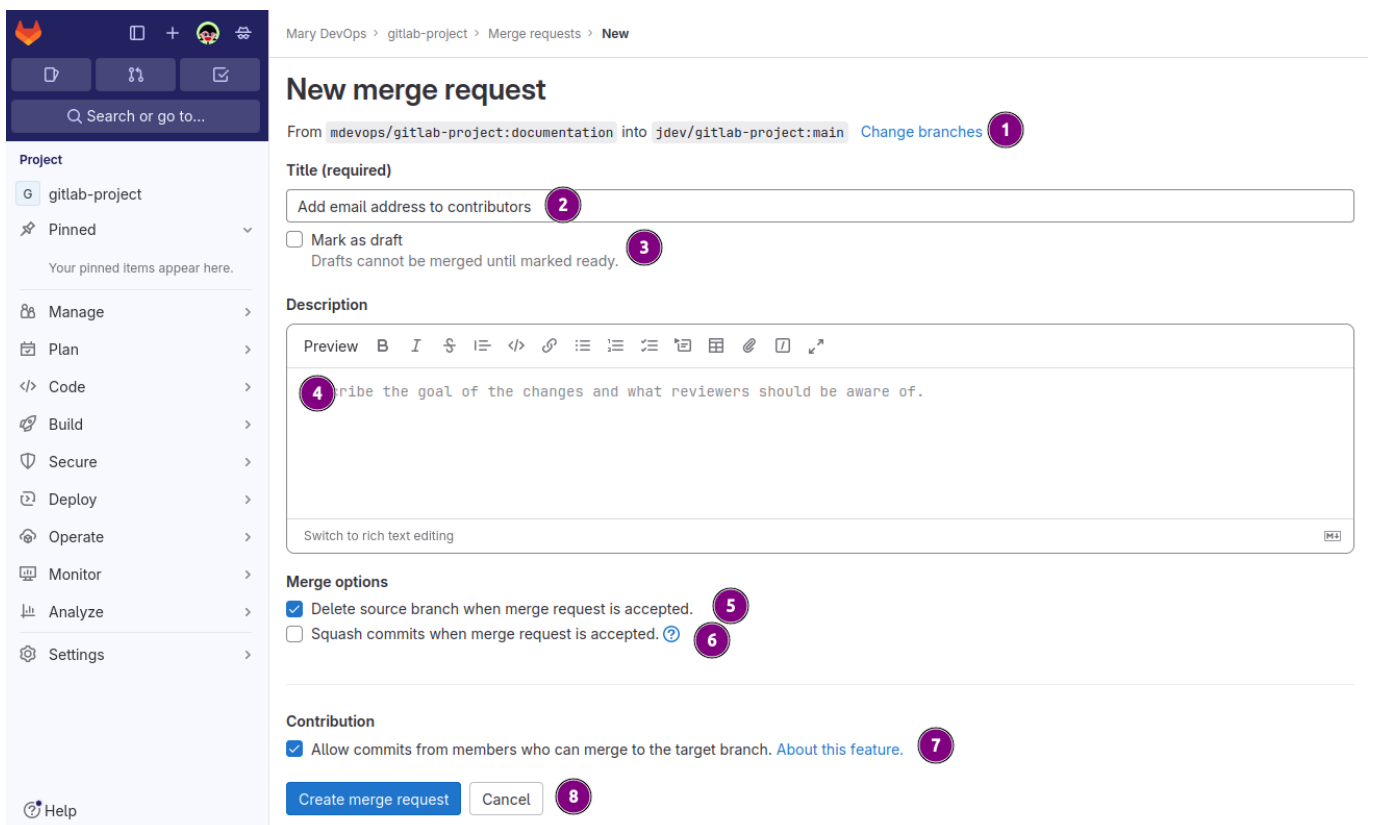 Mary DevOps > gitlab-project > Merge requests > New
Search or go to...
Project
G gitlab-project
Pinned
Your pinned items appear here.
Manage
Plan
Code
Build
Secure
Deploy
Operate
Monitor
Analyze
Settings
Help
New merge request
From mdevops/gitlab-project:documentation into jdev/gitlab-project:main Change branches 1
Title (required)
Add email address to contributors 2
Mark as draft
3
Drafts cannot be merged until marked ready.
Description
Preview B I S
4 cribe the goal of the changes and what reviewers should be aware of.
Switch to rich text editing M↓
Merge options
Delete source branch when merge request is accepted. 5
Squash commits when merge request is accepted. ? 6
Contribution
Allow commits from members who can merge to the target branch. About this feature. 7
Create merge request Cancel 8